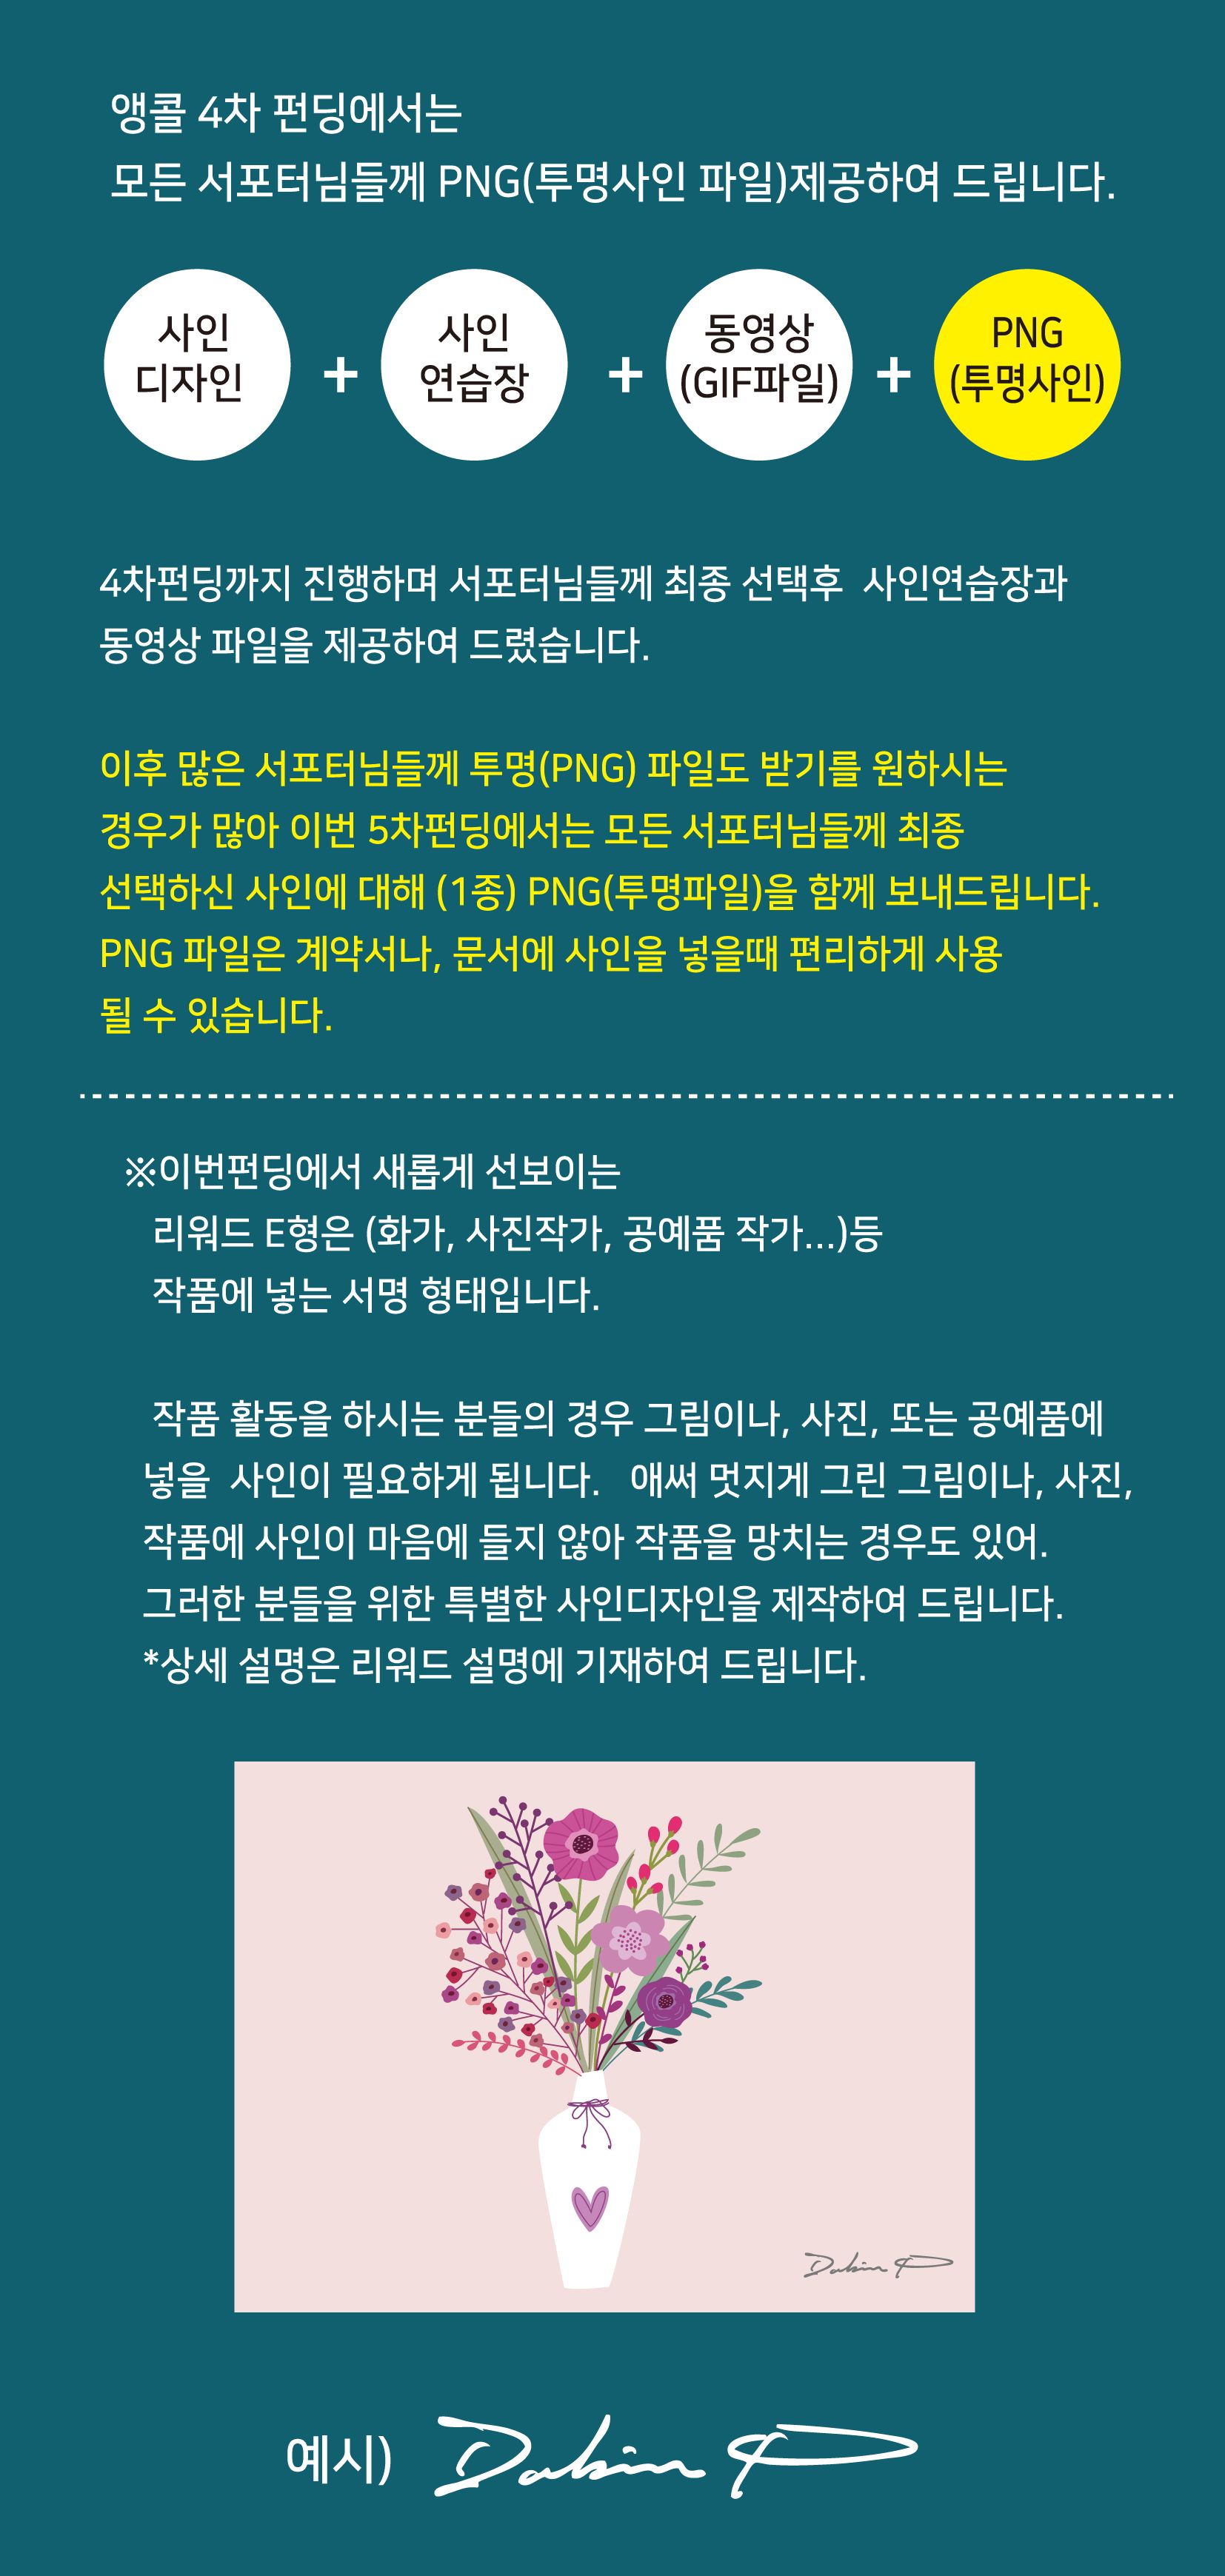 앵콜 4차 펀딩에서는
모든 서포터님들께 PNG(투명사인 파일)제공하여 드립니다.
사인
디자인
+
사인
연습장
+
동영상
(GIF파일)
+
PNG
(투명사인)
4차펀딩까지 진행하며 서포터님들께 최종 선택후 사인연습장과
동영상 파일을 제공하여 드렸습니다.
이후 많은 서포터님들께 투명(PNG) 파일도 받기를 원하시는
경우가 많아 이번 5차펀딩에서는 모든 서포터님들께 최종
선택하신 사인에 대해 (1종) PNG(투명파일)을 함께 보내드립니다.
PNG 파일은 계약서나, 문서에 사인을 넣을때 편리하게 사용
될 수 있습니다.
※이번펀딩에서 새롭게 선보이는
리워드 E형은 (화가, 사진작가, 공예품 작가...)등
작품에 넣는 서명 형태입니다.
작품 활동을 하시는 분들의 경우 그림이나, 사진, 또는 공예품에
넣을 사인이 필요하게 됩니다. 애써 멋지게 그린 그림이나, 사진,
작품에 사인이 마음에 들지 않아 작품을 망치는 경우도 있어.
그러한 분들을 위한 특별한 사인디자인을 제작하여 드립니다.
*상세 설명은 리워드 설명에 기재하여 드립니다.
Dabin P
예시) Dabin P